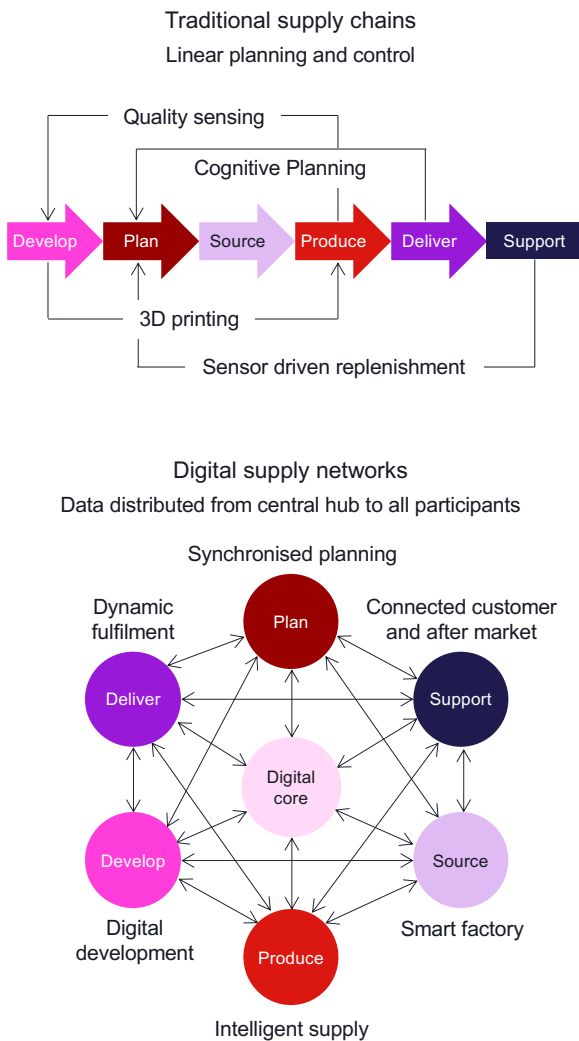 Traditional supply chains
Linear planning and control
Quality sensing
Cognitive Planning
Develop
Plan
Source
Produce
Deliver
Support
3D printing
Sensor driven replenishment
Digital supply networks
Data distributed from central hub to all participants
Synchronised planning
Plan
Dynamic
fulfilment
Deliver
Connected customer
and after market
Support
Digital
core
Develop
Digital
development
Source
Smart factory
Produce
Intelligent supply